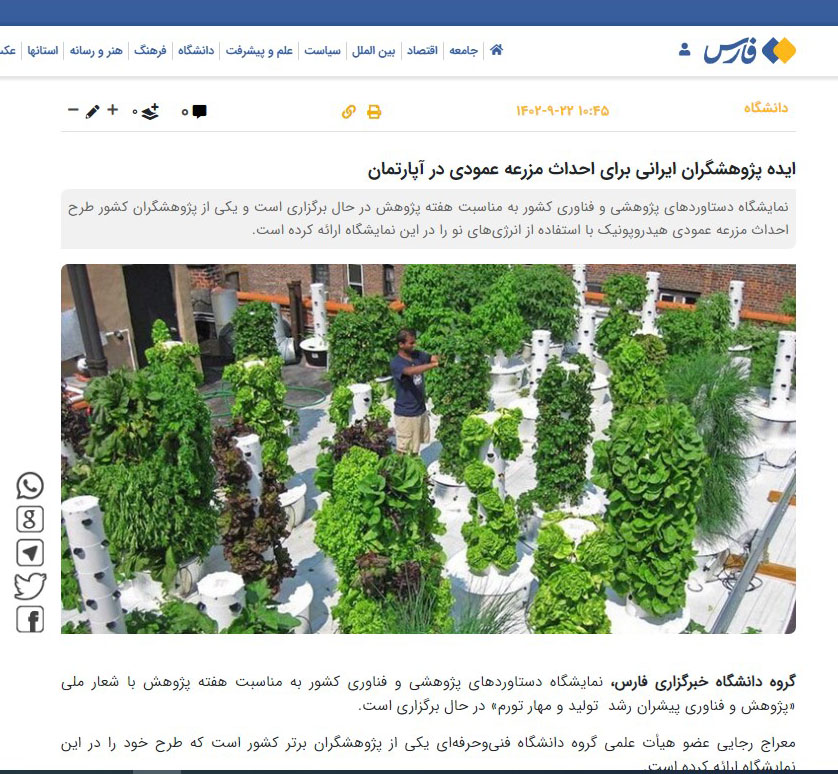 فارس
جامعه
اقتصاد
بین الملل
سیاست
علم و پیشرفت
دانشگاه
فرهنگ
هنر و رسانه
استانها
عکس
دانشگاه
۱۴۰۲-۹-۲۲ ۱۰:۴۵
۰
۰
ایده پژوهشگران ایرانی برای احداث مزرعه عمودی در آپارتمان
نمایشگاه دستاوردهای پژوهشی و فناوری کشور به مناسبت هفته پژوهش در حال برگزاری است و یکی از پژوهشگران کشور طرح
احداث مزرعه عمودی هیدروپونیک با استفاده از انرژی‌های نو را در این نمایشگاه ارائه کرده است.
گروه دانشگاه خبرگزاری فارس، نمایشگاه دستاوردهای پژوهشی و فناوری کشور به مناسبت هفته پژوهش با شعار ملی
«پژوهش و فناوری پیشران رشد تولید و مهار تورم» در حال برگزاری است.
معراج رجایی عضو هیأت علمی گروه دانشگاه فنی‌وحرفه‌ای یکی از پژوهشگران برتر کشور است که طرح خود را در این
نمایشگاه ارائه کرده است.